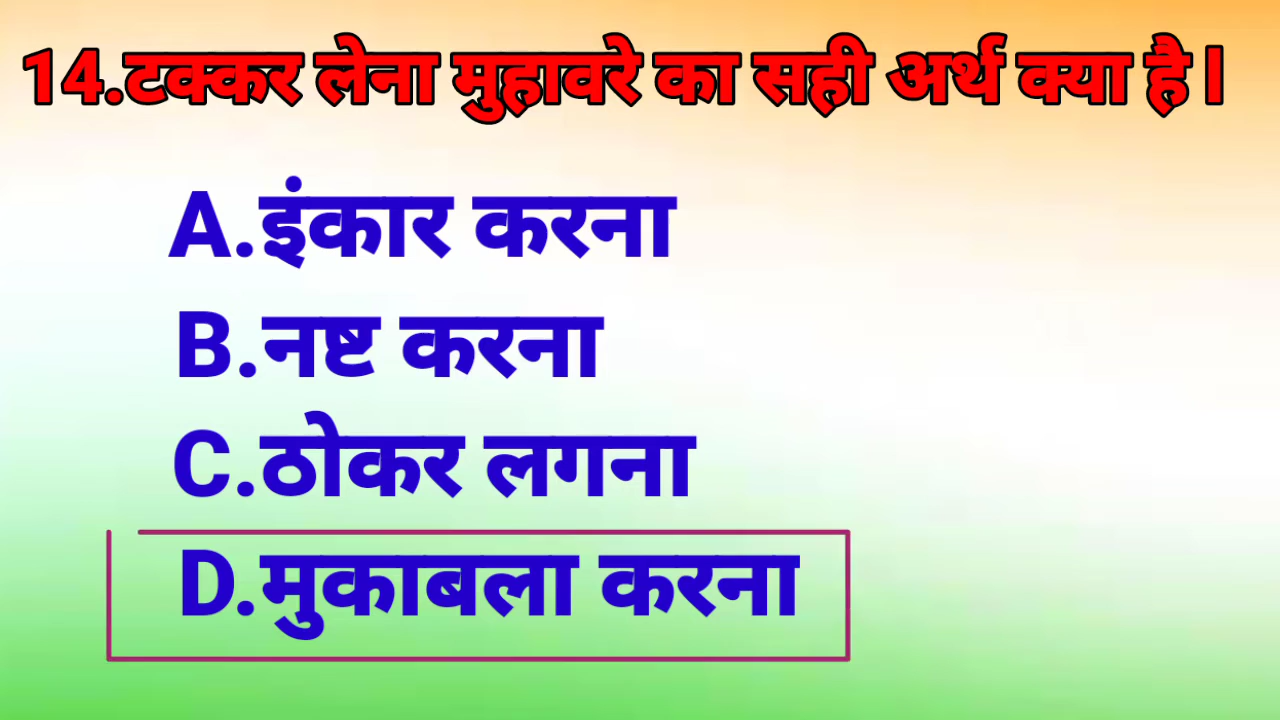 14.टक्कर लेना मुहावरे का सही अर्थ क्या है l
A.इंकार करना
B.नष्ट करना
C.ठोकर लगना
D.मुकाबला करना